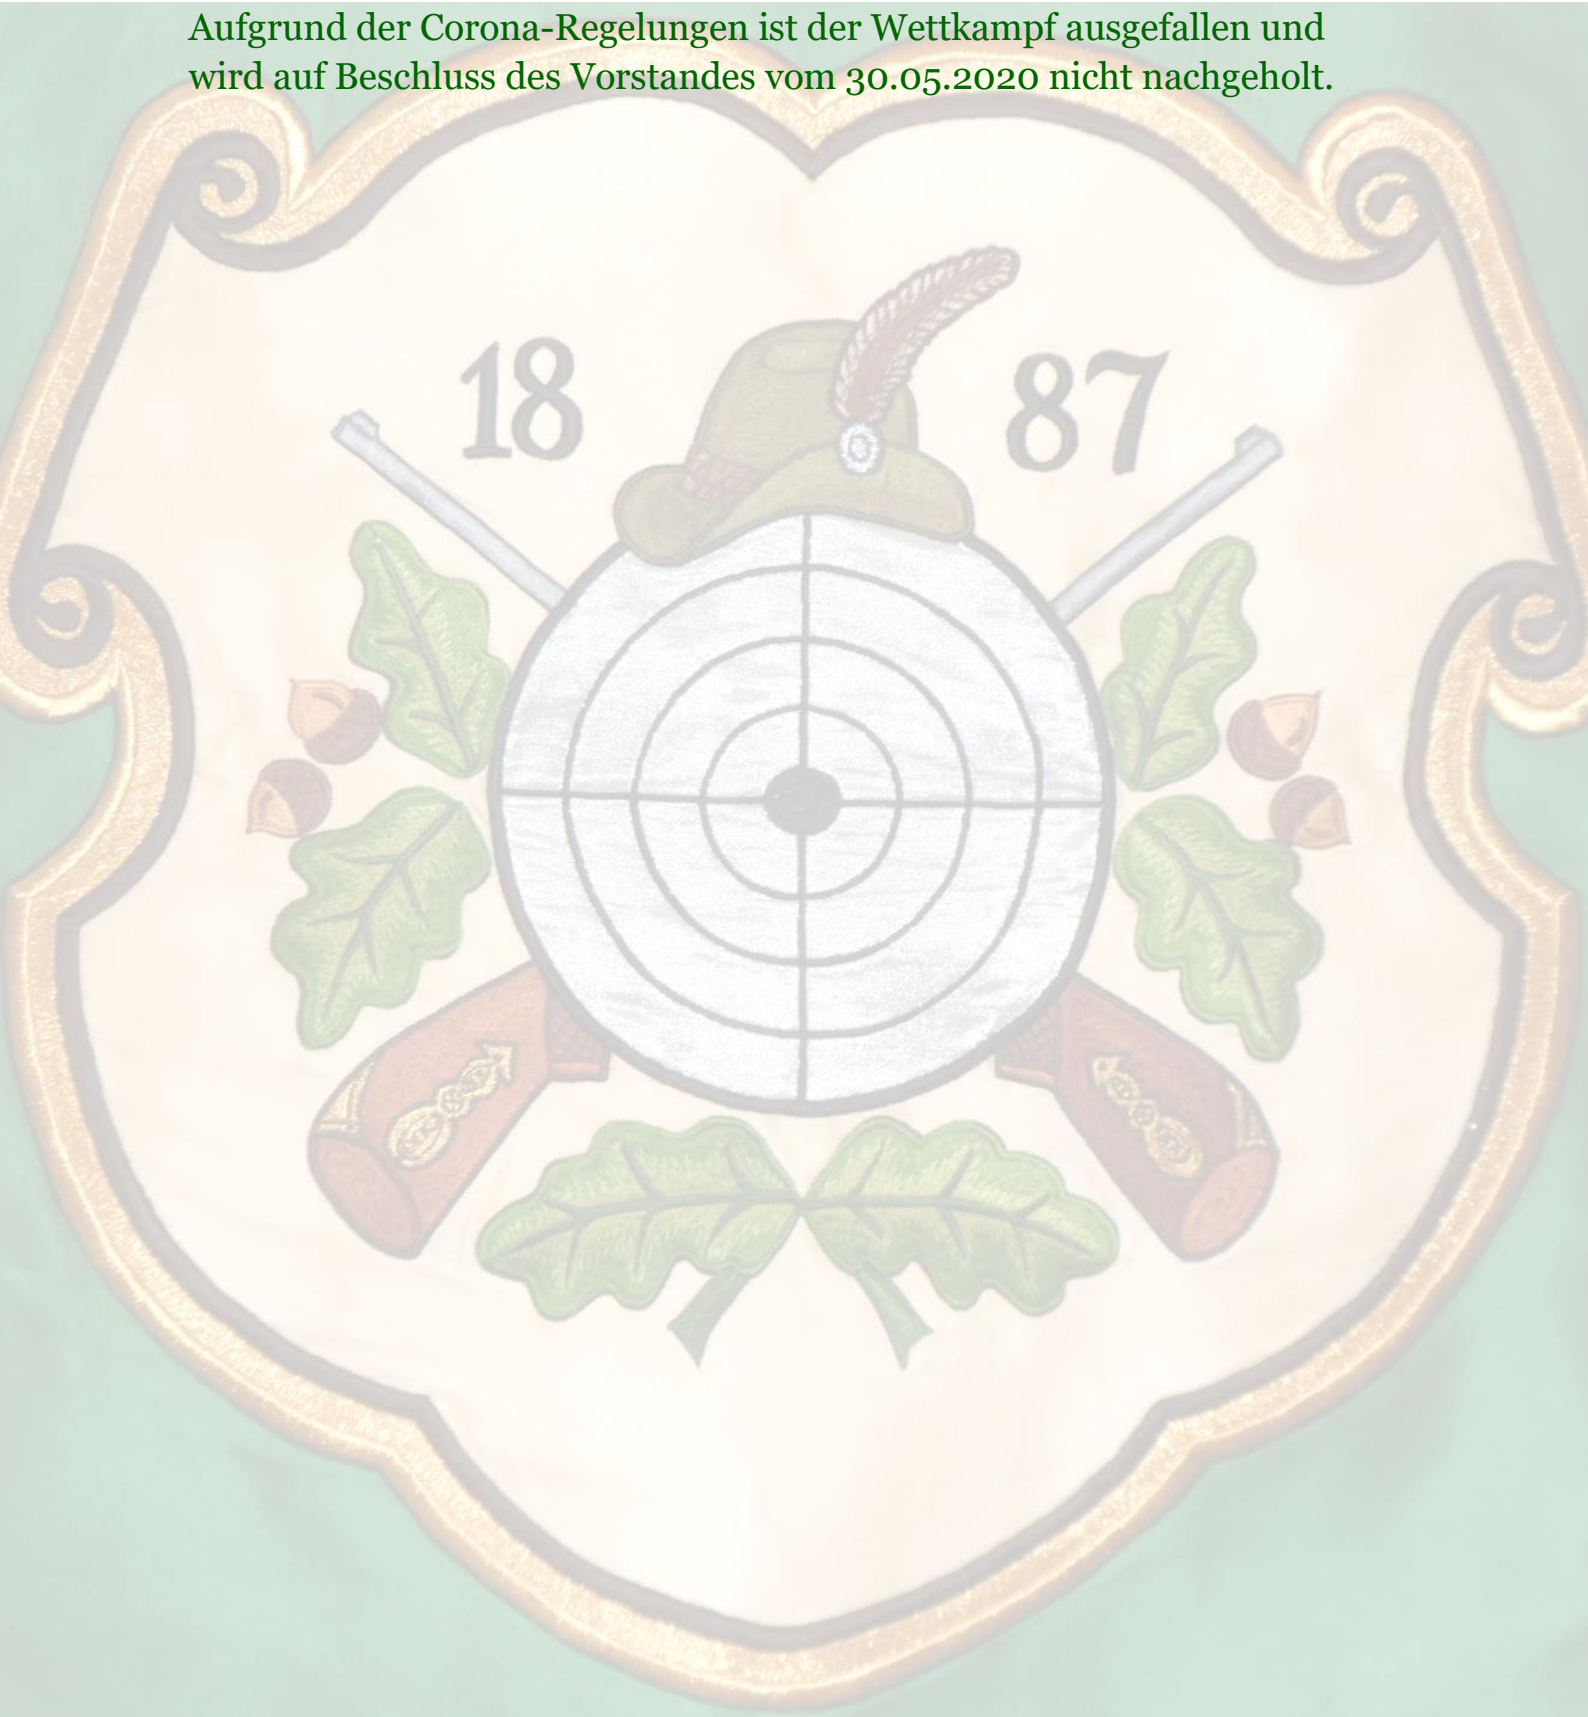 Aufgrund der Corona-Regelungen ist der Wettkampf ausgefallen und
wird auf Beschluss des Vorstandes vom 30.05.2020 nicht nachgeholt.
18 87